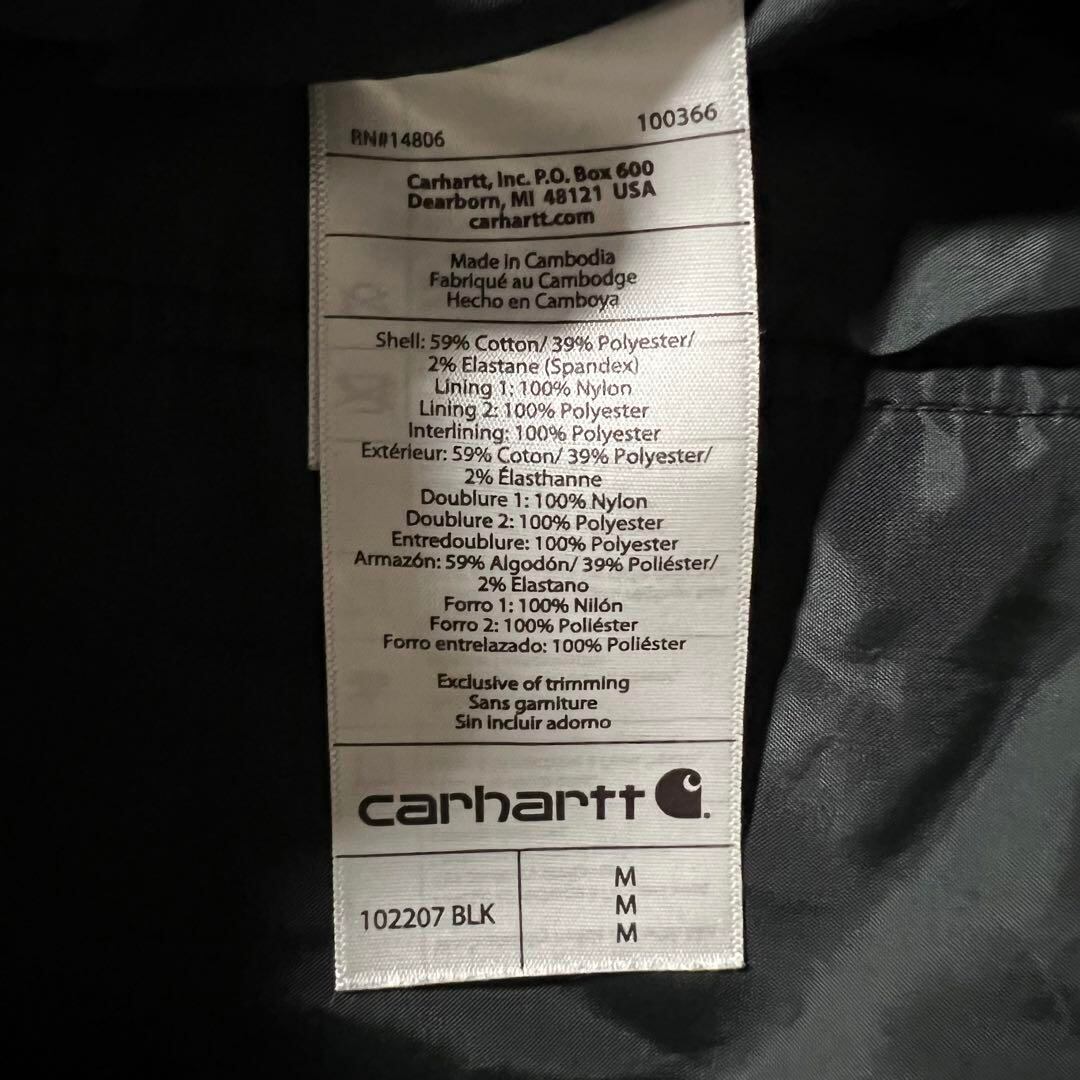 RN#14806 100366
Carhartt, Inc. P.O. Box 600
Dearborn, MI 48121 USA
carhartt.com
Made in Cambodia
Fabriqué au Cambodge
Hecho en Camboya
Shell: 59% Cotton/ 39% Polyester/
2% Elastane (Spandex)
Lining 1: 100% Nylon
Lining 2: 100% Polyester
Interlining: 100% Polyester
Extérieur: 59% Coton/ 39% Polyester/
2% Élasthanne
Doublure 1: 100% Nylon
Doublure 2: 100% Polyester
Entredoublure: 100% Polyester
Armazón: 59% Algodón/ 39% Poliéster/
2% Elastano
Forro 1: 100% Nilón
Forro 2: 100% Poliéster
Forro entrelazado: 100% Poliéster
Exclusive of trimming
Sans garniture
Sin incluir adorno
carhartt
102207 BLK
M
M
M